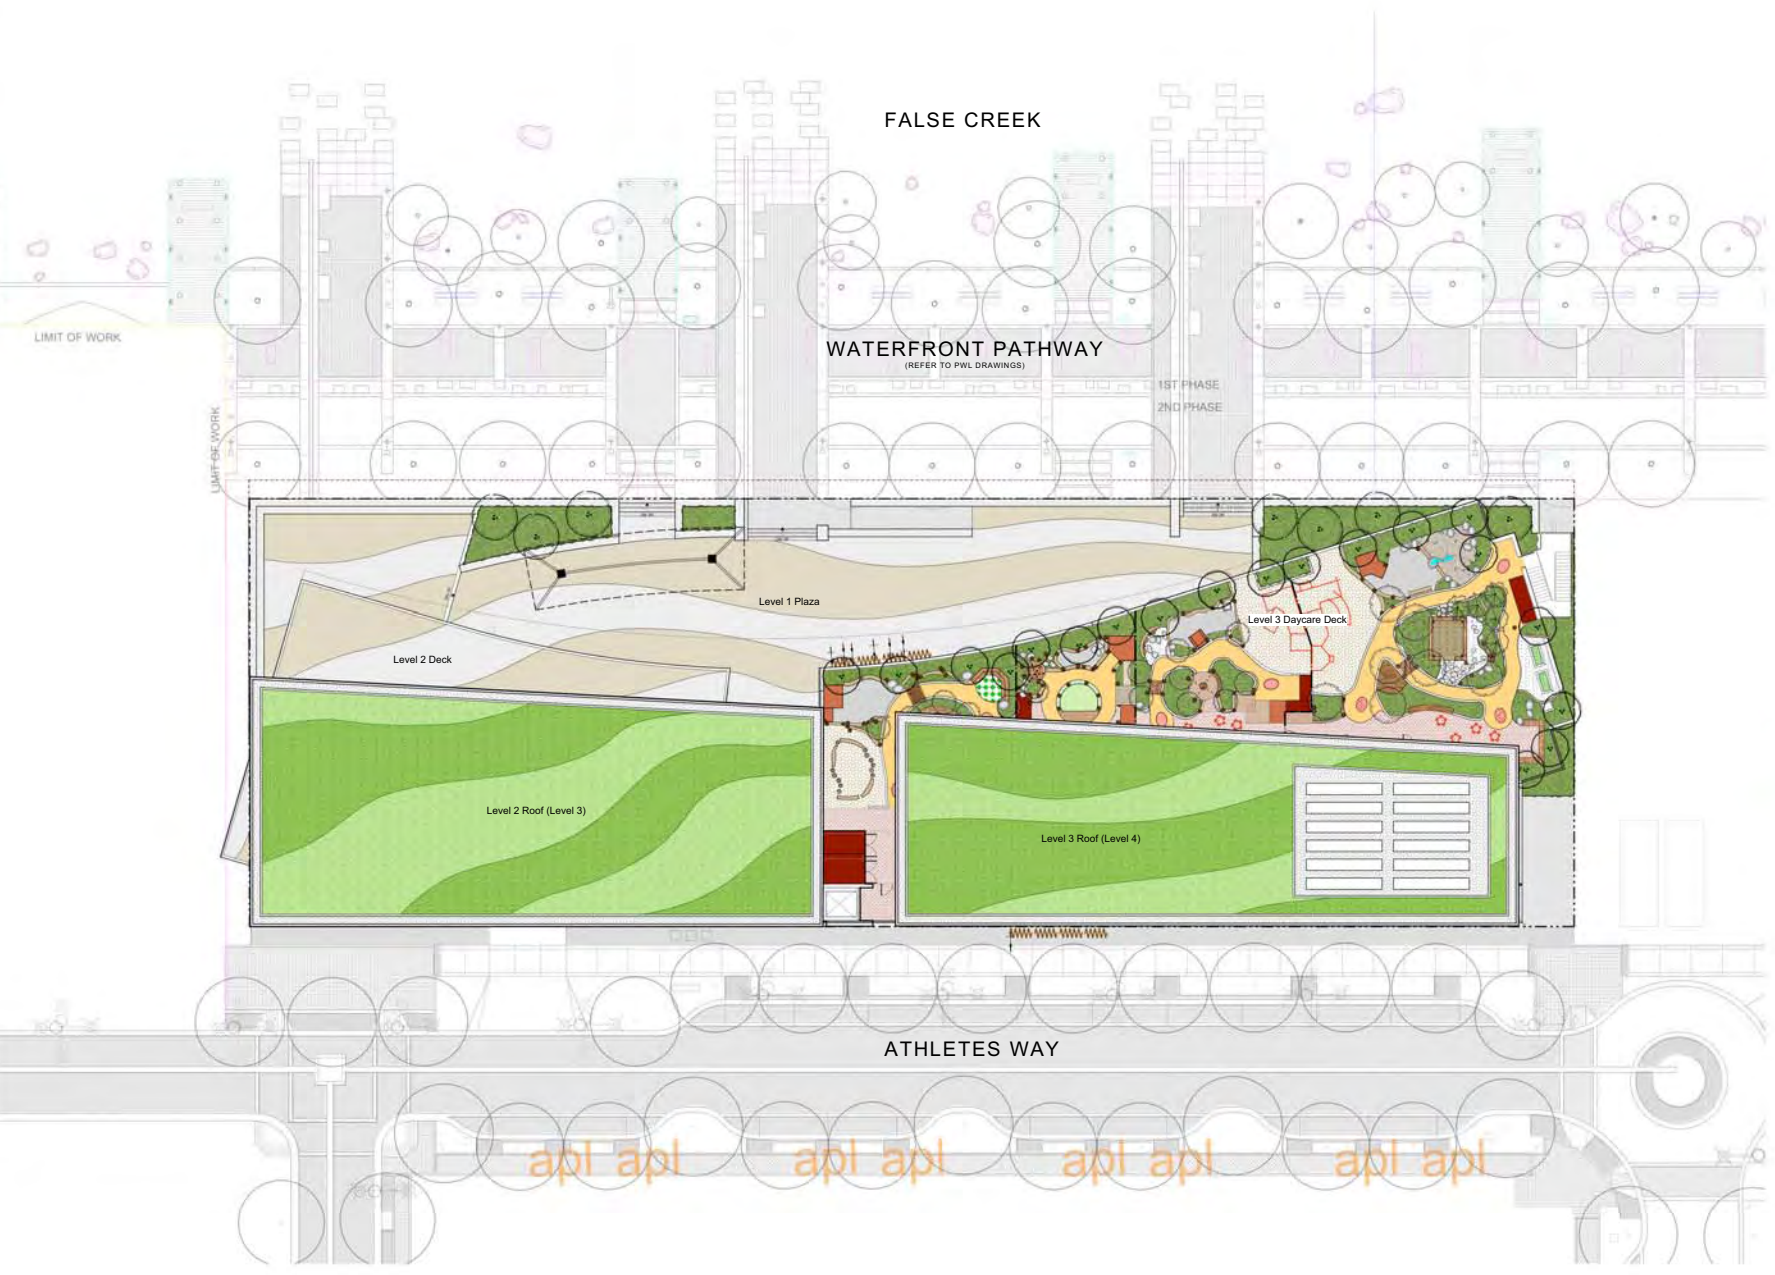 FALSE CREEK
LIMIT OF WORK
WATERFRONT PATHWAY
(REFER TO PWL DRAWINGS)
1ST PHASE
2ND PHASE
LIMIT OF WORK
Level 1 Plaza
Level 3 Daycare Deck
Level 2 Deck
Level 2 Roof (Level 3)
Level 3 Roof (Level 4)
ATHLETES WAY
apl apl apl apl apl apl apl apl